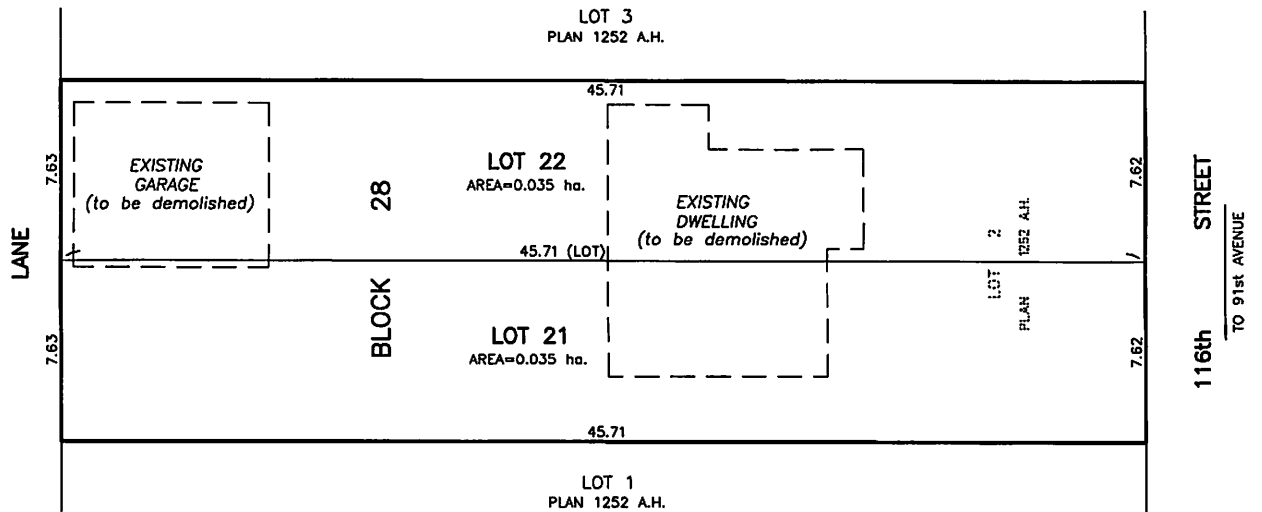 LOT 3
PLAN 1252 A.H.
45.71
7.63
EXISTING
GARAGE
(to be demolished)
28
LOT 22
AREA=0.035 ha.
EXISTING
DWELLING
(to be demolished)
7.62
STREET
LANE
45.71 (LOT)
LOT 2
PLAN 1252 A.H.
TO 91st AVENUE
7.63
BLOCK
LOT 21
AREA=0.035 ha.
7.62
116th
45.71
LOT 1
PLAN 1252 A.H.